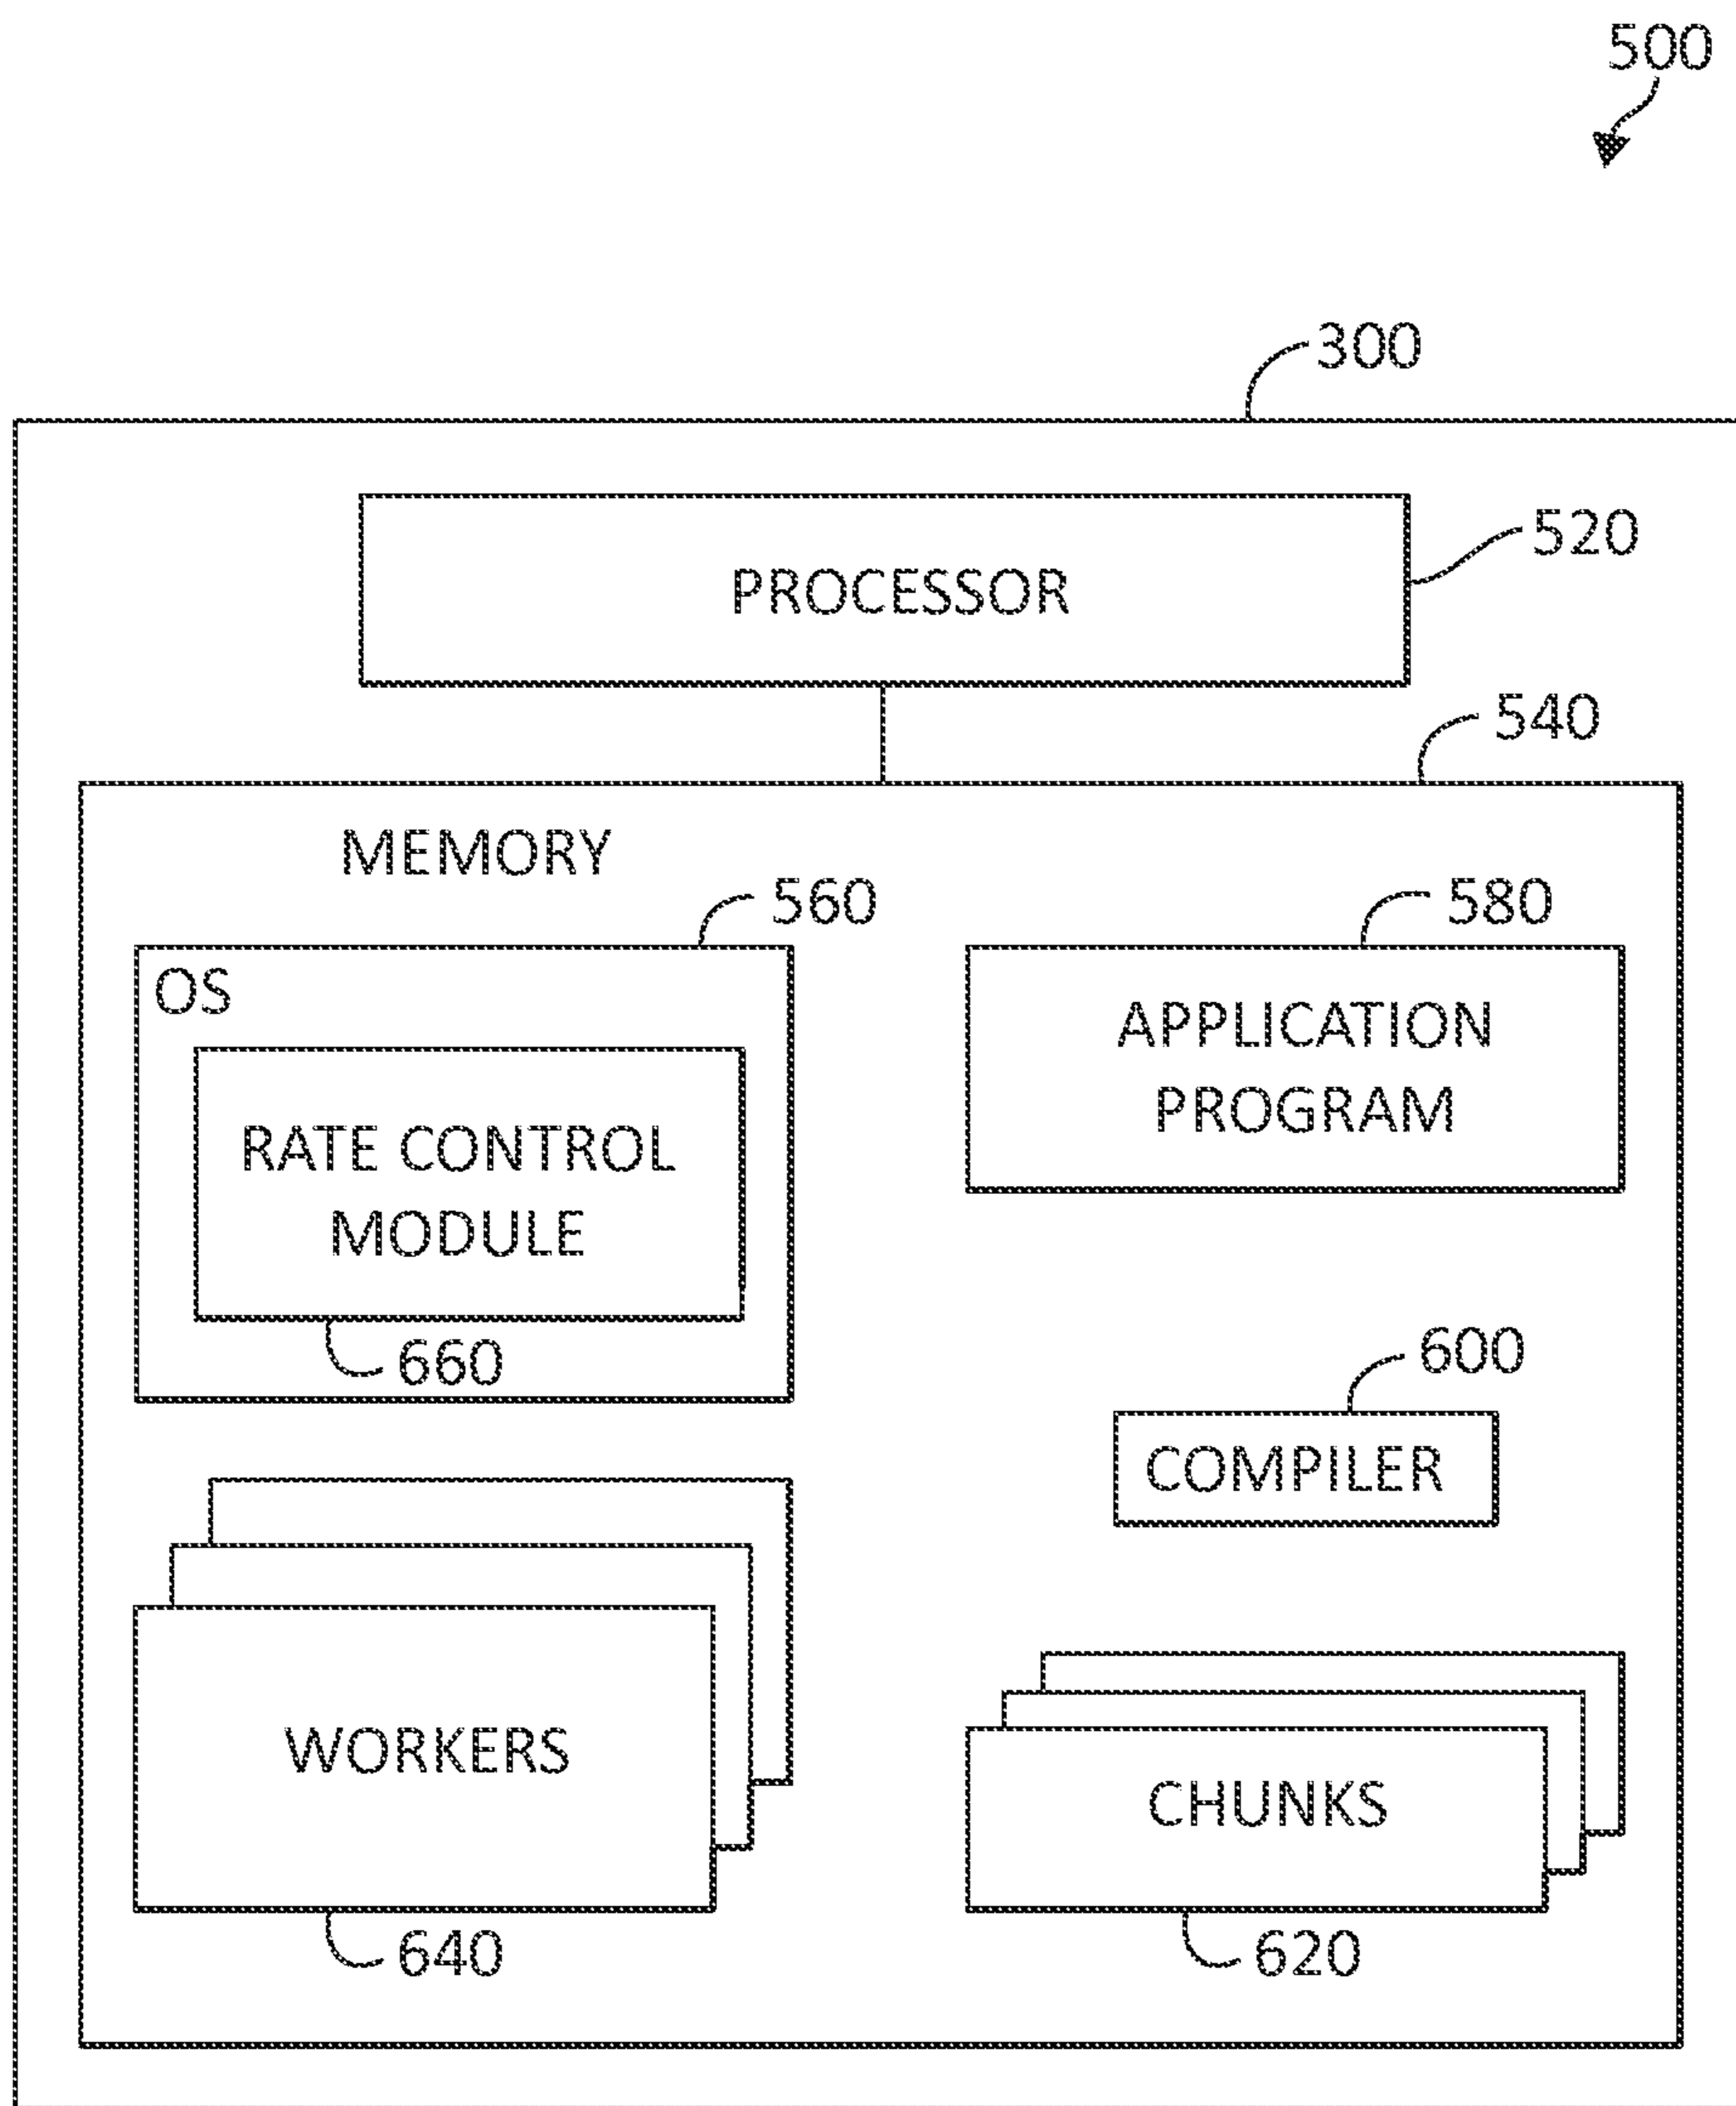 500
300
PROCESSOR
520
540
MEMORY
560
580
OS
APPLICATION
PROGRAM
RATE CONTROL
MODULE
660
600
COMPILER
WORKERS
CHUNKS
640
620